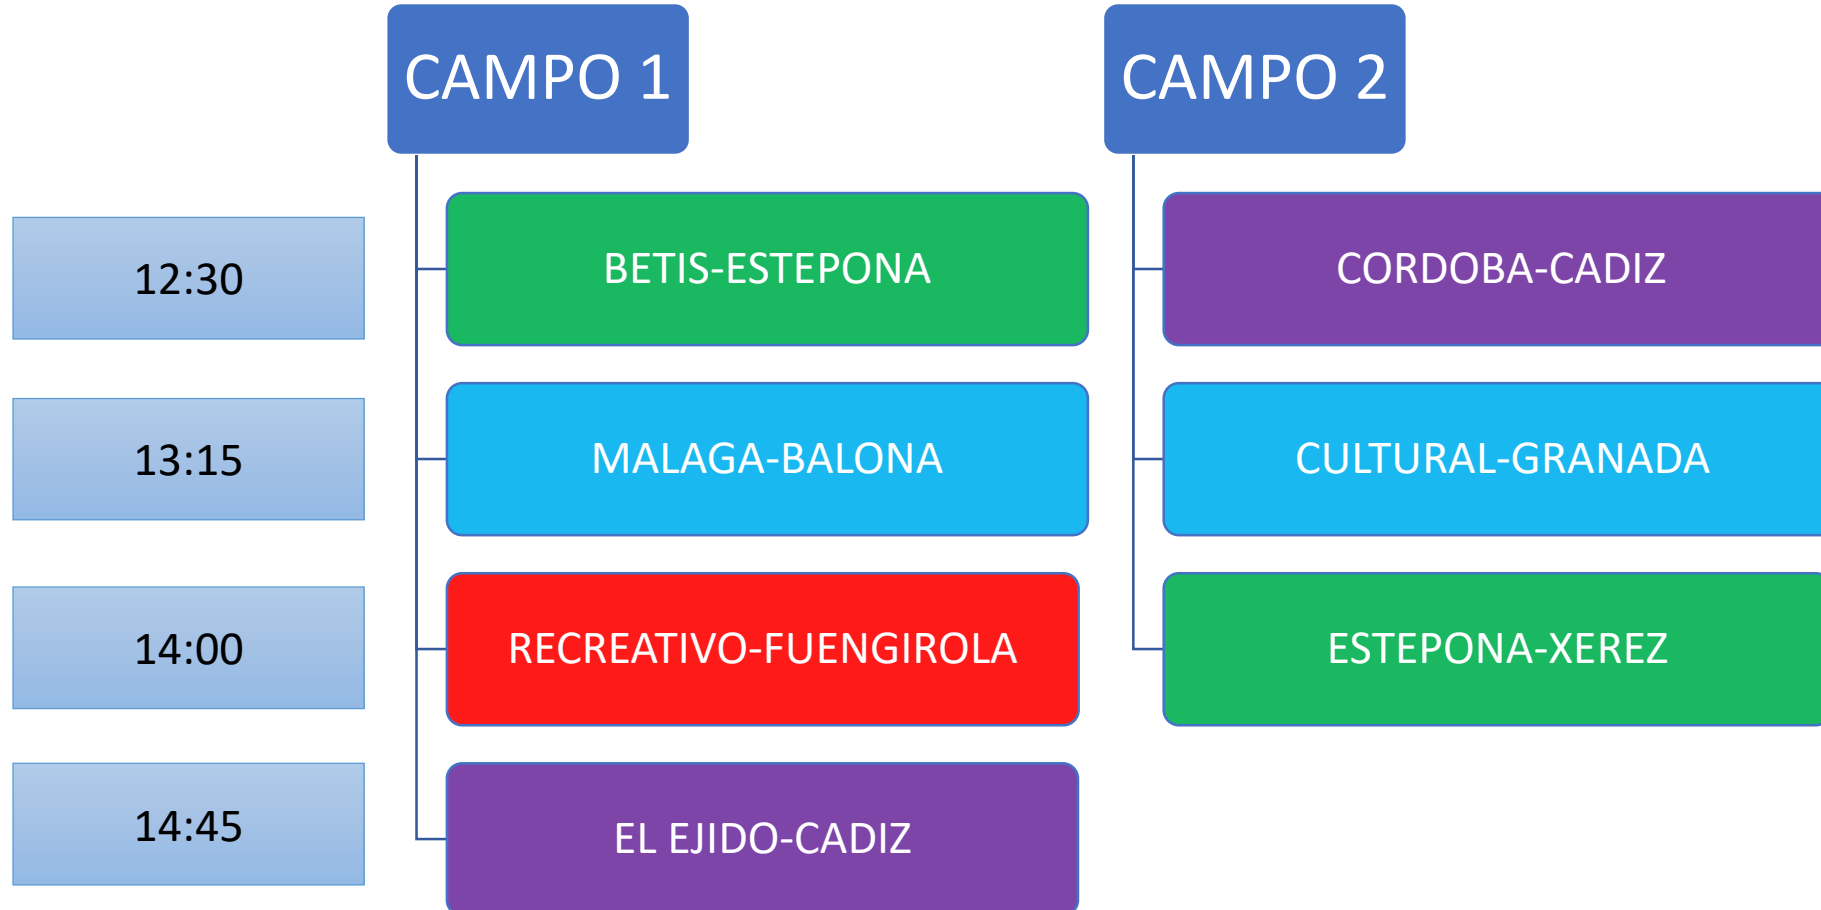 CAMPO 1
CAMPO 2
12:30
BETIS-ESTEPONA
CORDOBA-CADIZ
13:15
MALAGA-BALONA
CULTURAL-GRANADA
14:00
RECREATIVO-FUENGIROLA
ESTEPONA-XEREZ
14:45
EL EJIDO-CADIZ